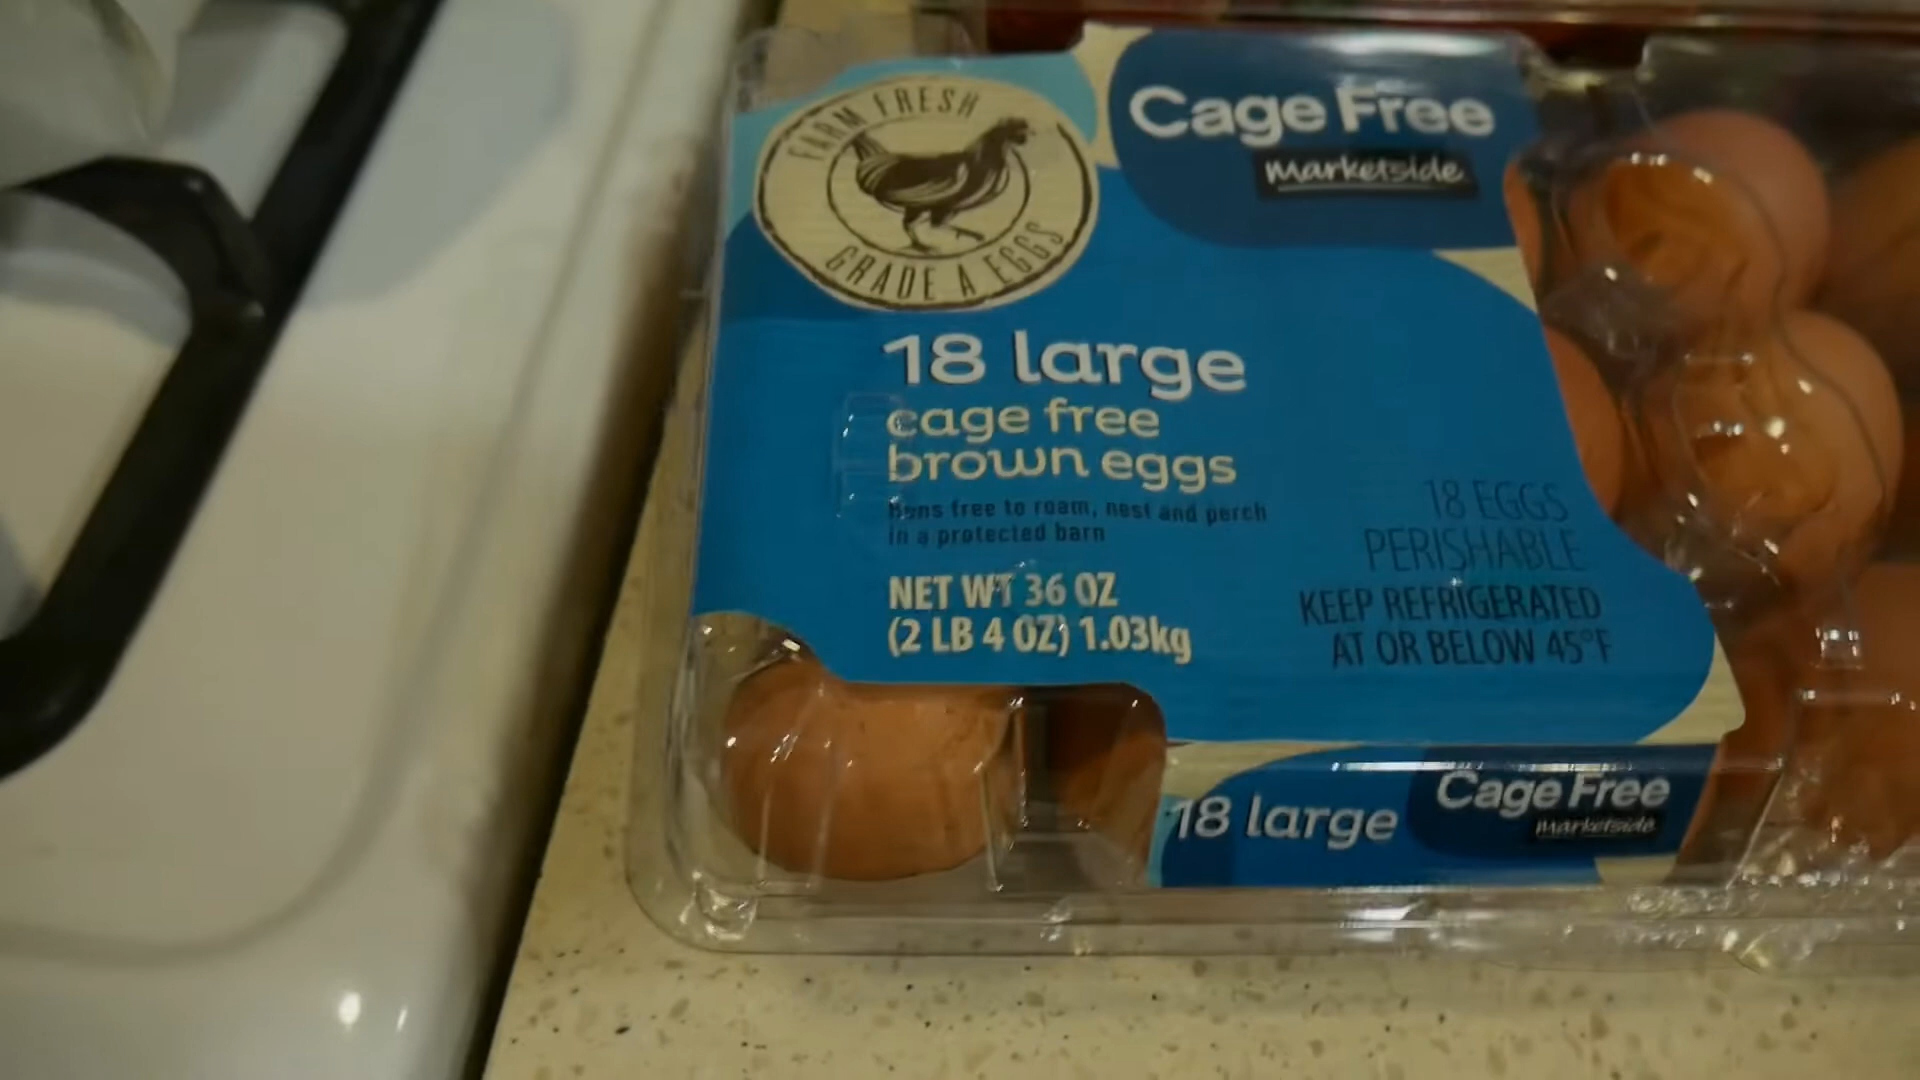 FARM FRESH
GRADE A EGGS
Cage Free
marketside
18 large
cage free
brown eggs
Hens free to roam, nest and perch
in a protected barn
NET WT 36 OZ
(2 LB 4 OZ) 1.03kg
18 EGGS
PERISHABLE
KEEP REFRIGERATED
AT OR BELOW 45°F
18 large
Cage Free
marketside